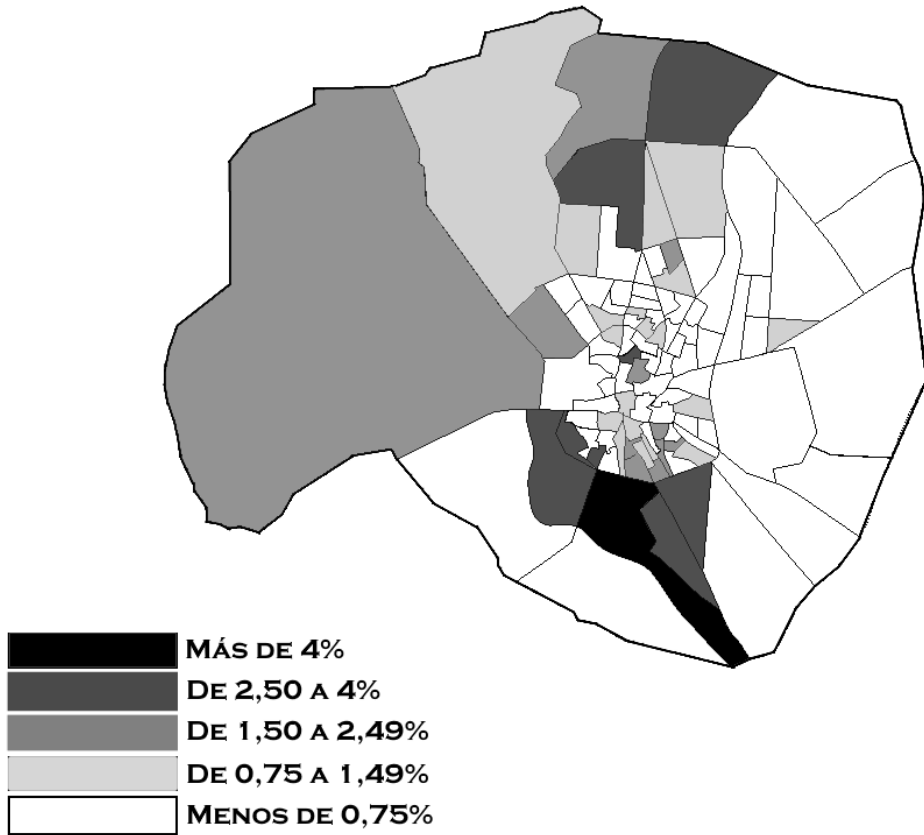 Más de 4%
De 2,50 a 4%
De 1,50 a 2,49%
De 0,75 a 1,49%
Menos de 0,75%